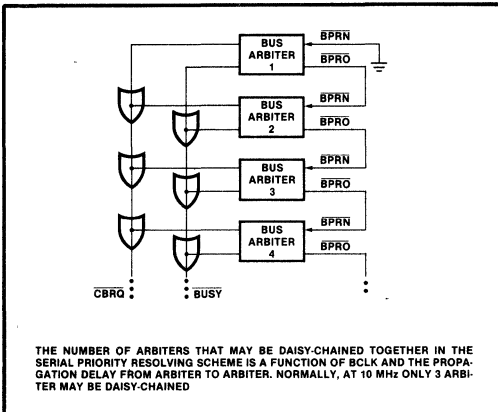 BUS
ARBITER
1
BPRN
BPRO
BUS
ARBITER
2
BPRN
BPRO
BUS
ARBITER
3
BPRN
BPRO
BUS
ARBITER
4
BPRN
BPRO
CBRQ
BUSY
THE NUMBER OF ARBITERS THAT MAY BE DAISY-CHAINED TOGETHER IN THE
SERIAL PRIORITY RESOLVING SCHEME IS A FUNCTION OF BCLK AND THE PROPA-
GATION DELAY FROM ARBITER TO ARBITER. NORMALLY, AT 10 MHz ONLY 3 ARBI-
TER MAY BE DAISY-CHAINED